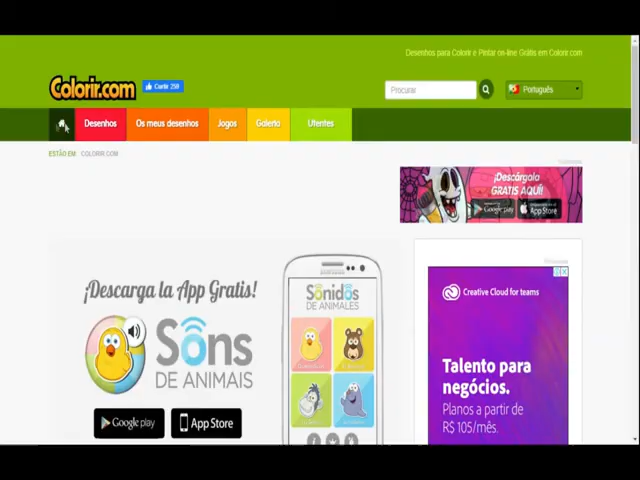 Desenhos para Colorir e Pintar on-line Grátis em Colorir.com
Colorir.com
Curtir 259
Procurar
Português
Desenhos
Os meus desenhos
Jogos
Galeria
Utentes
ESTÃO EM: COLORIR.COM
¡Descárgola
GRATIS AQUÍ!
Google play
App Store
¡Descarga la App Gratis!
Sons
DE ANIMAIS
Google play
App Store
Sonidos
DE ANIMALES
Creative Cloud for teams
Talento para
negócios.
Planos a partir de
R$ 105/mês.